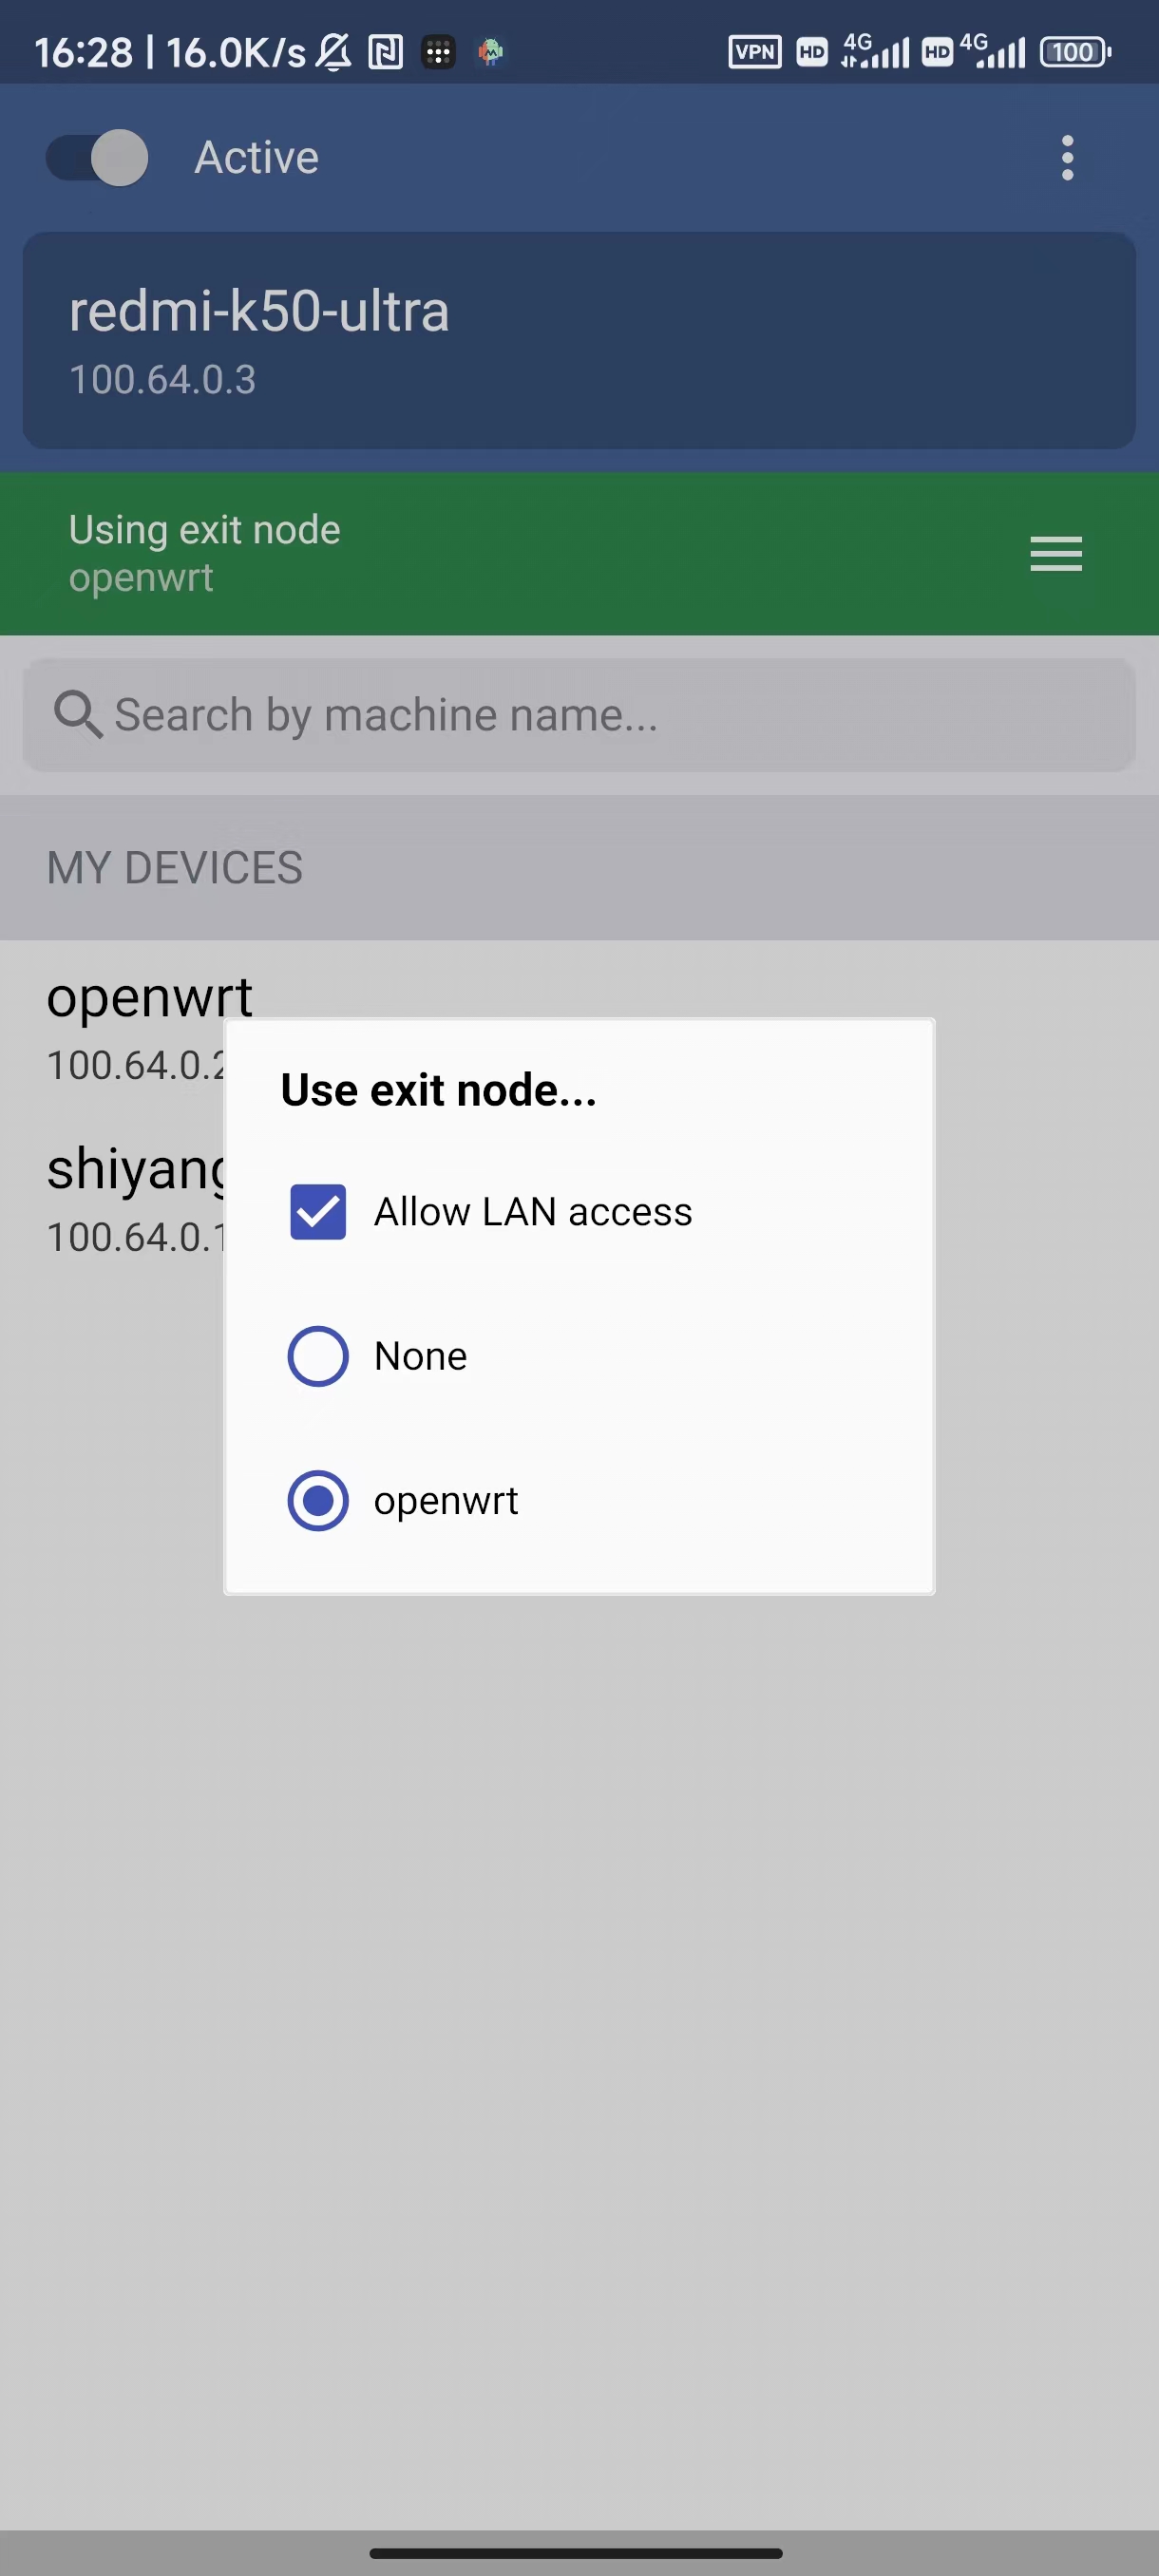 16:28 | 16.0K/s VPN HD 4G HD 4G 100
Active
redmi-k50-ultra
100.64.0.3
Using exit node
openwrt
Search by machine name...
MY DEVICES
openwrt
100.64.0.2
shiyang
100.64.0.1
Use exit node...
Allow LAN access
None
openwrt